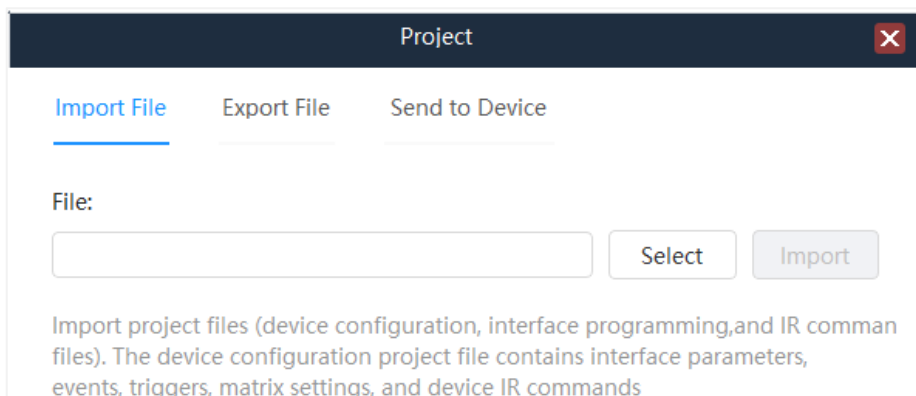 Project
Import File Export File Send to Device
File:
Select Import
Import project files (device configuration, interface programming,and IR comman
files). The device configuration project file contains interface parameters,
events, triggers, matrix settings, and device IR commands